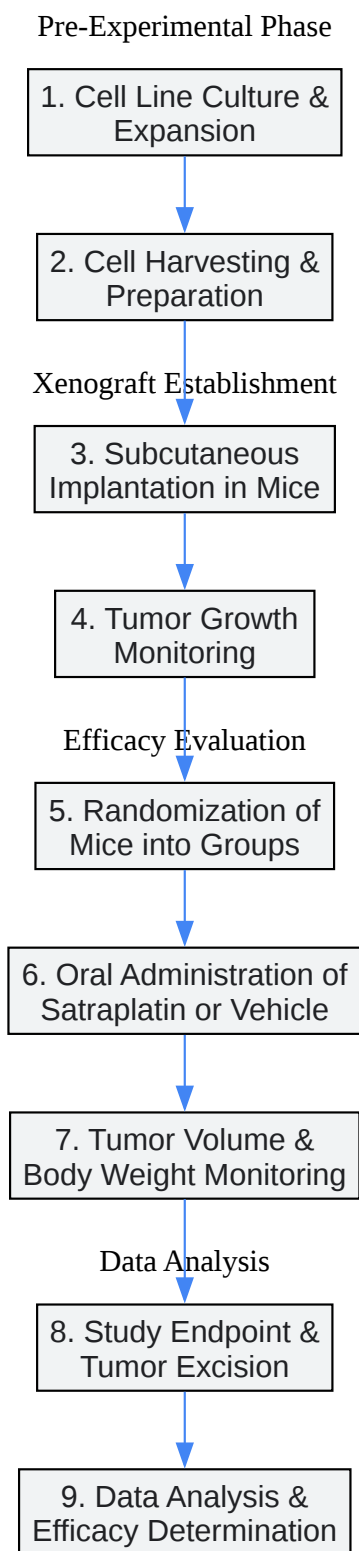 Pre-Experimental Phase
1. Cell Line Culture &
Expansion
2. Cell Harvesting &
Preparation
Xenograft Establishment
3. Subcutaneous
Implantation in Mice
4. Tumor Growth
Monitoring
Efficacy Evaluation
5. Randomization of
Mice into Groups
6. Oral Administration of
Satraplatin or Vehicle
7. Tumor Volume &
Body Weight Monitoring
Data Analysis
8. Study Endpoint &
Tumor Excision
9. Data Analysis &
Efficacy Determination